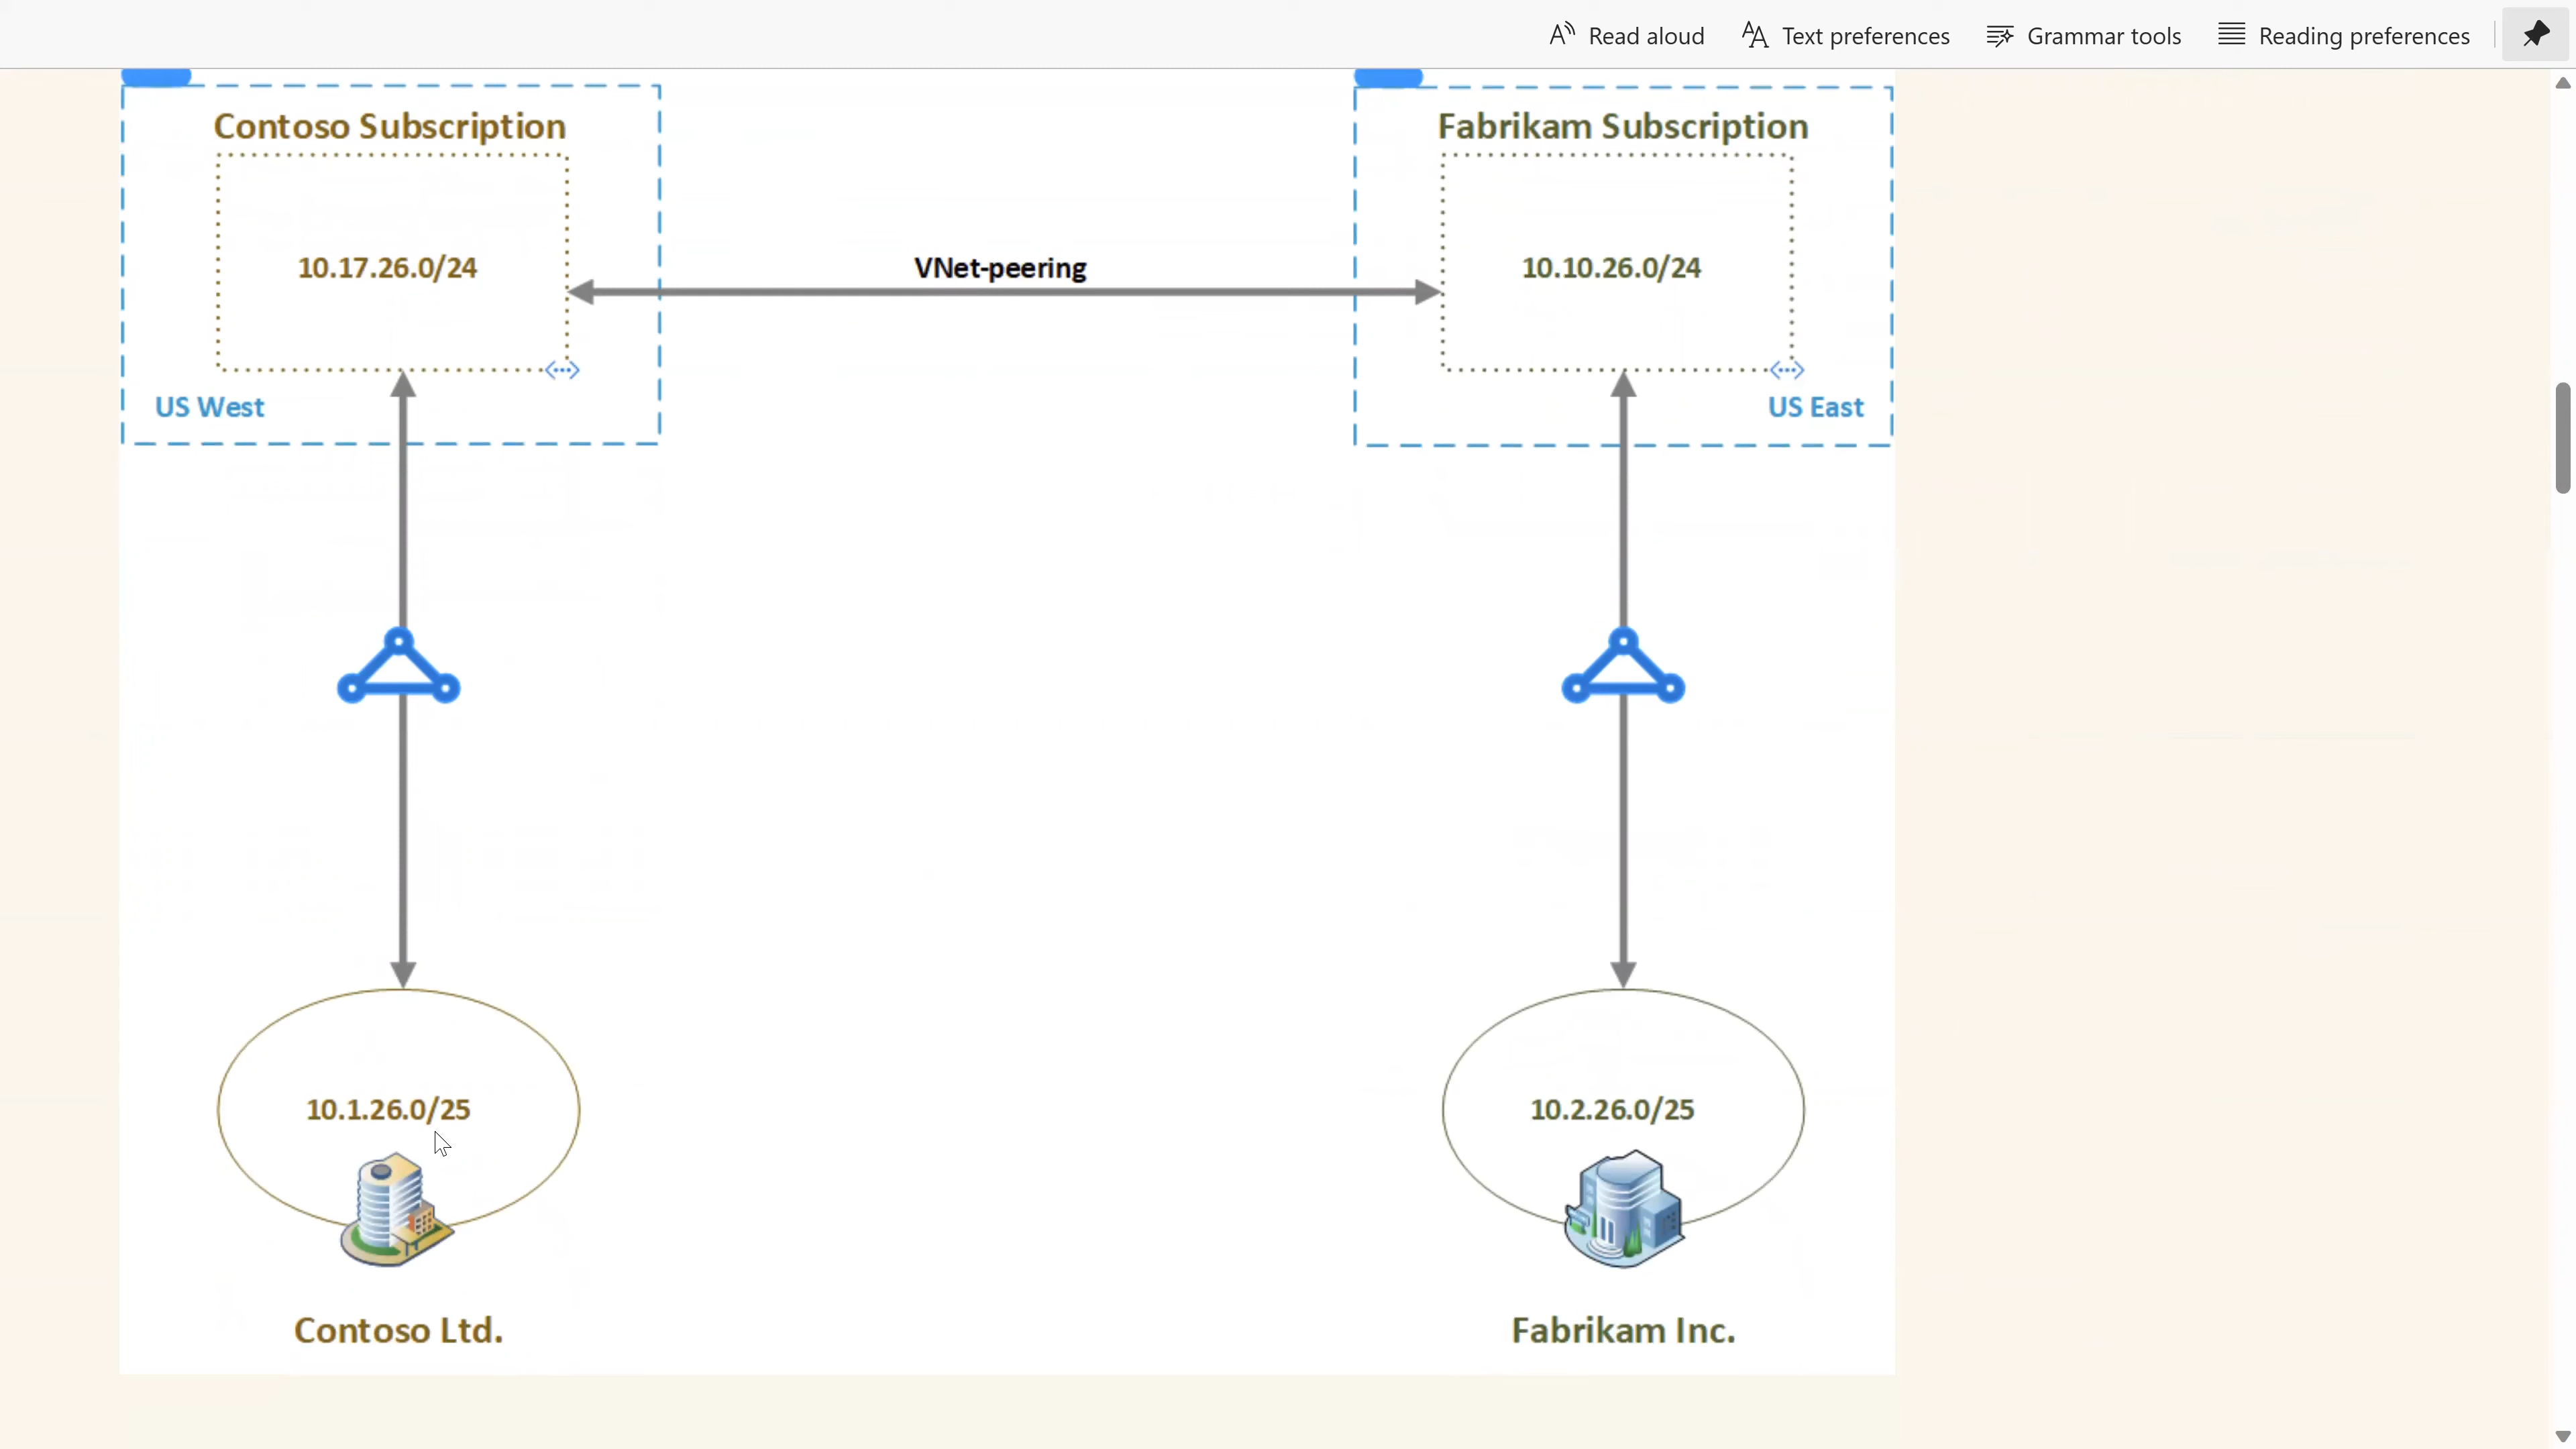 Read aloud
Text preferences
Grammar tools
Reading preferences
Contoso Subscription
Fabrikam Subscription
10.17.26.0/24
VNet-peering
10.10.26.0/24
US West
US East
10.1.26.0/25
10.2.26.0/25
Contoso Ltd.
Fabrikam Inc.